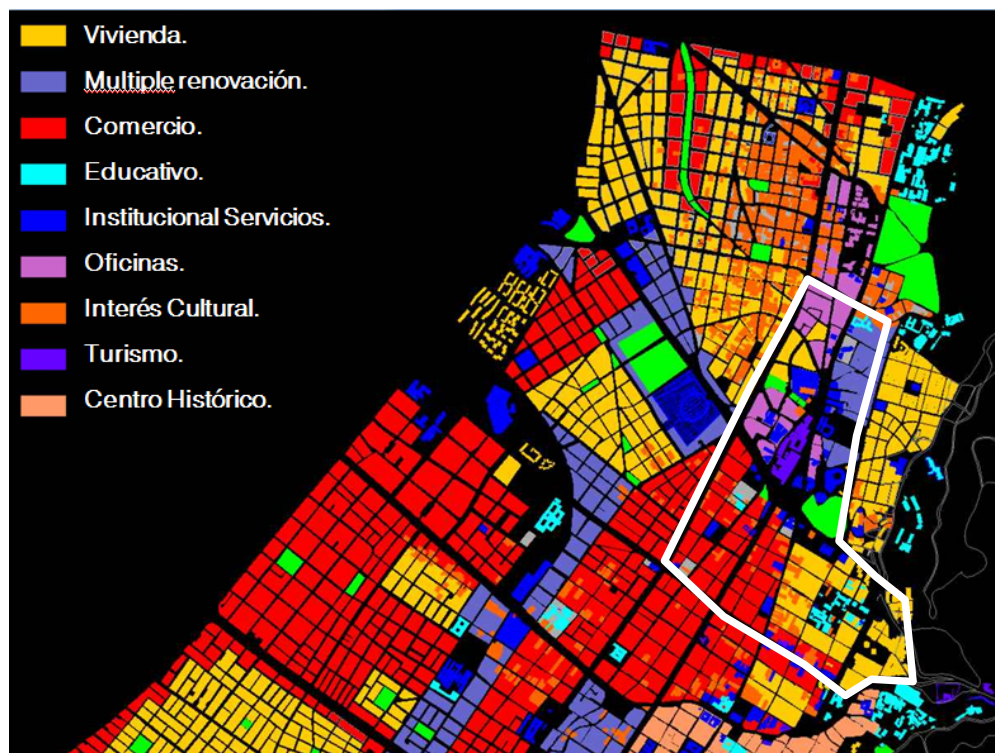 Vivienda.
Multiple renovación.
Comercio.
Educativo.
Institucional Servicios.
Oficinas.
Interés Cultural.
Turismo.
Centro Histórico.